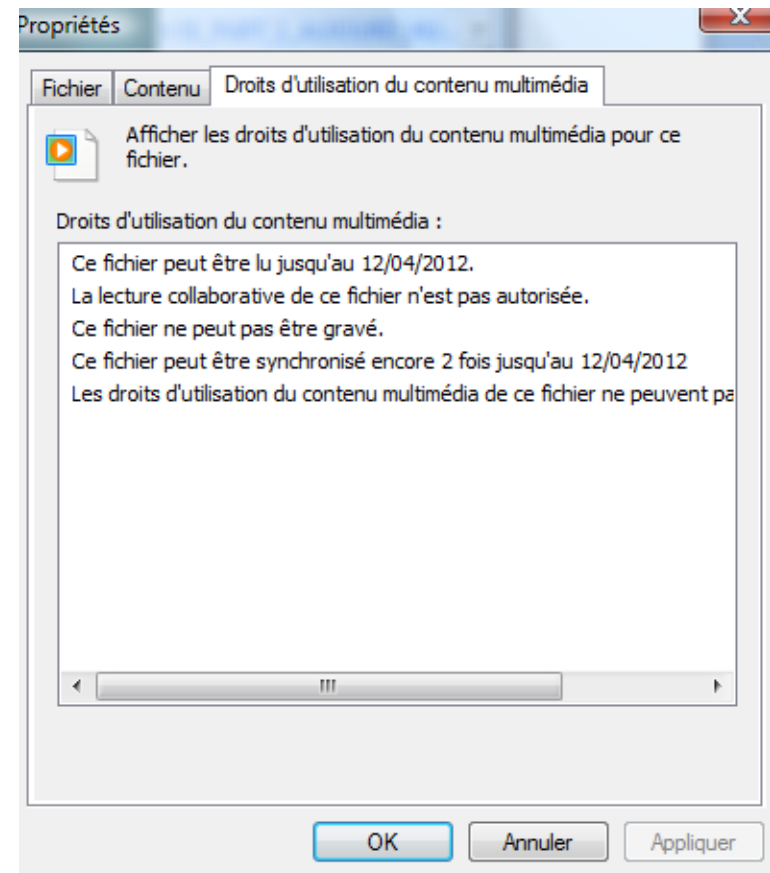 Propriétés
Fichier Contenu Droits d'utilisation du contenu multimédia
Afficher les droits d'utilisation du contenu multimédia pour ce
fichier.
Droits d'utilisation du contenu multimédia :
Ce fichier peut être lu jusqu'au 12/04/2012.
La lecture collaborative de ce fichier n'est pas autorisée.
Ce fichier ne peut pas être gravé.
Ce fichier peut être synchronisé encore 2 fois jusqu'au 12/04/2012
Les droits d'utilisation du contenu multimédia de ce fichier ne peuvent pa
OK Annuler Appliquer